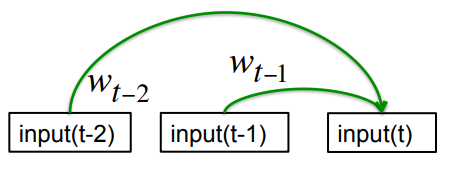 w_{t-2} w_{t-1}
input(t-2) input(t-1) input(t)